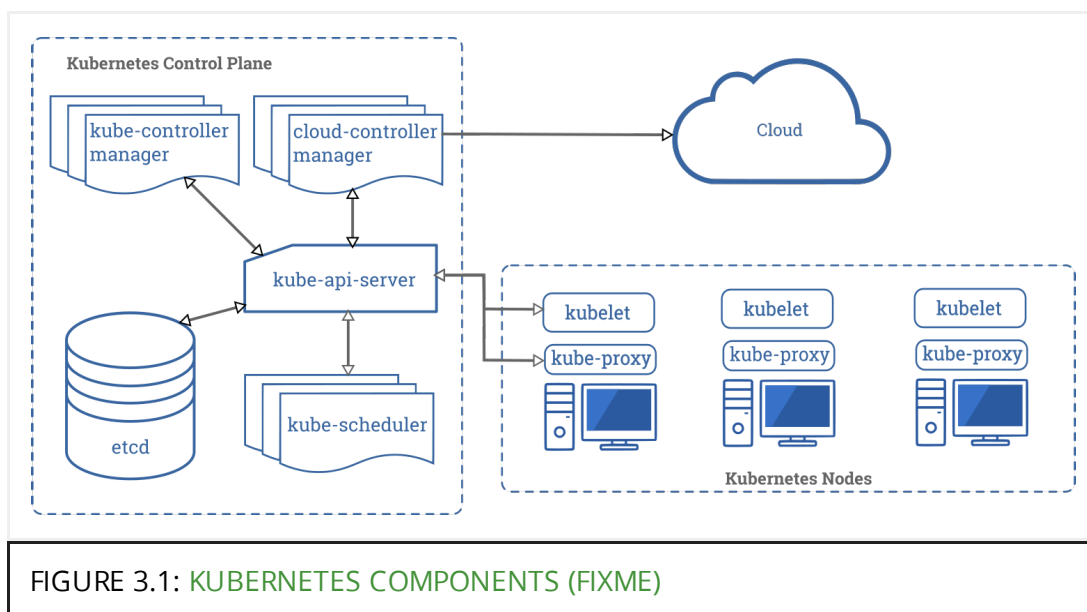 Kubernetes Control Plane
kube-controller
manager
cloud-controller
manager
Cloud
kube-api-server
kubelet
kubelet
kubelet
kube-proxy
kube-proxy
kube-proxy
etcd
kube-scheduler
Kubernetes Nodes
FIGURE 3.1: KUBERNETES COMPONENTS (FIXME)